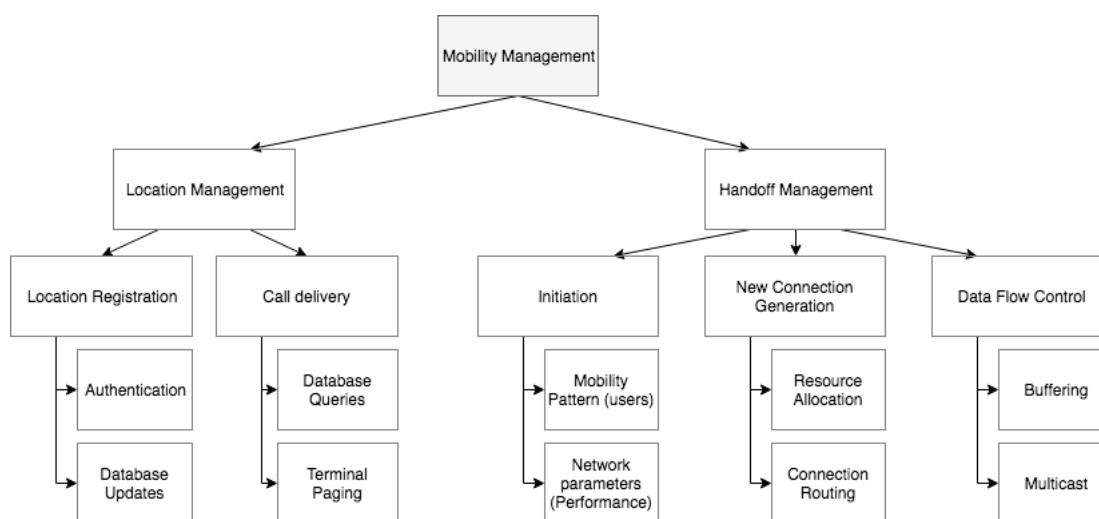 Mobility Management
Location Management
Handoff Management
Location Registration
Call delivery
Initiation
New Connection
Generation
Data Flow Control
Authentication
Database
Queries
Mobility
Pattern (users)
Resource
Allocation
Buffering
Database
Updates
Terminal
Paging
Network
parameters
(Performance)
Connection
Routing
Multicast